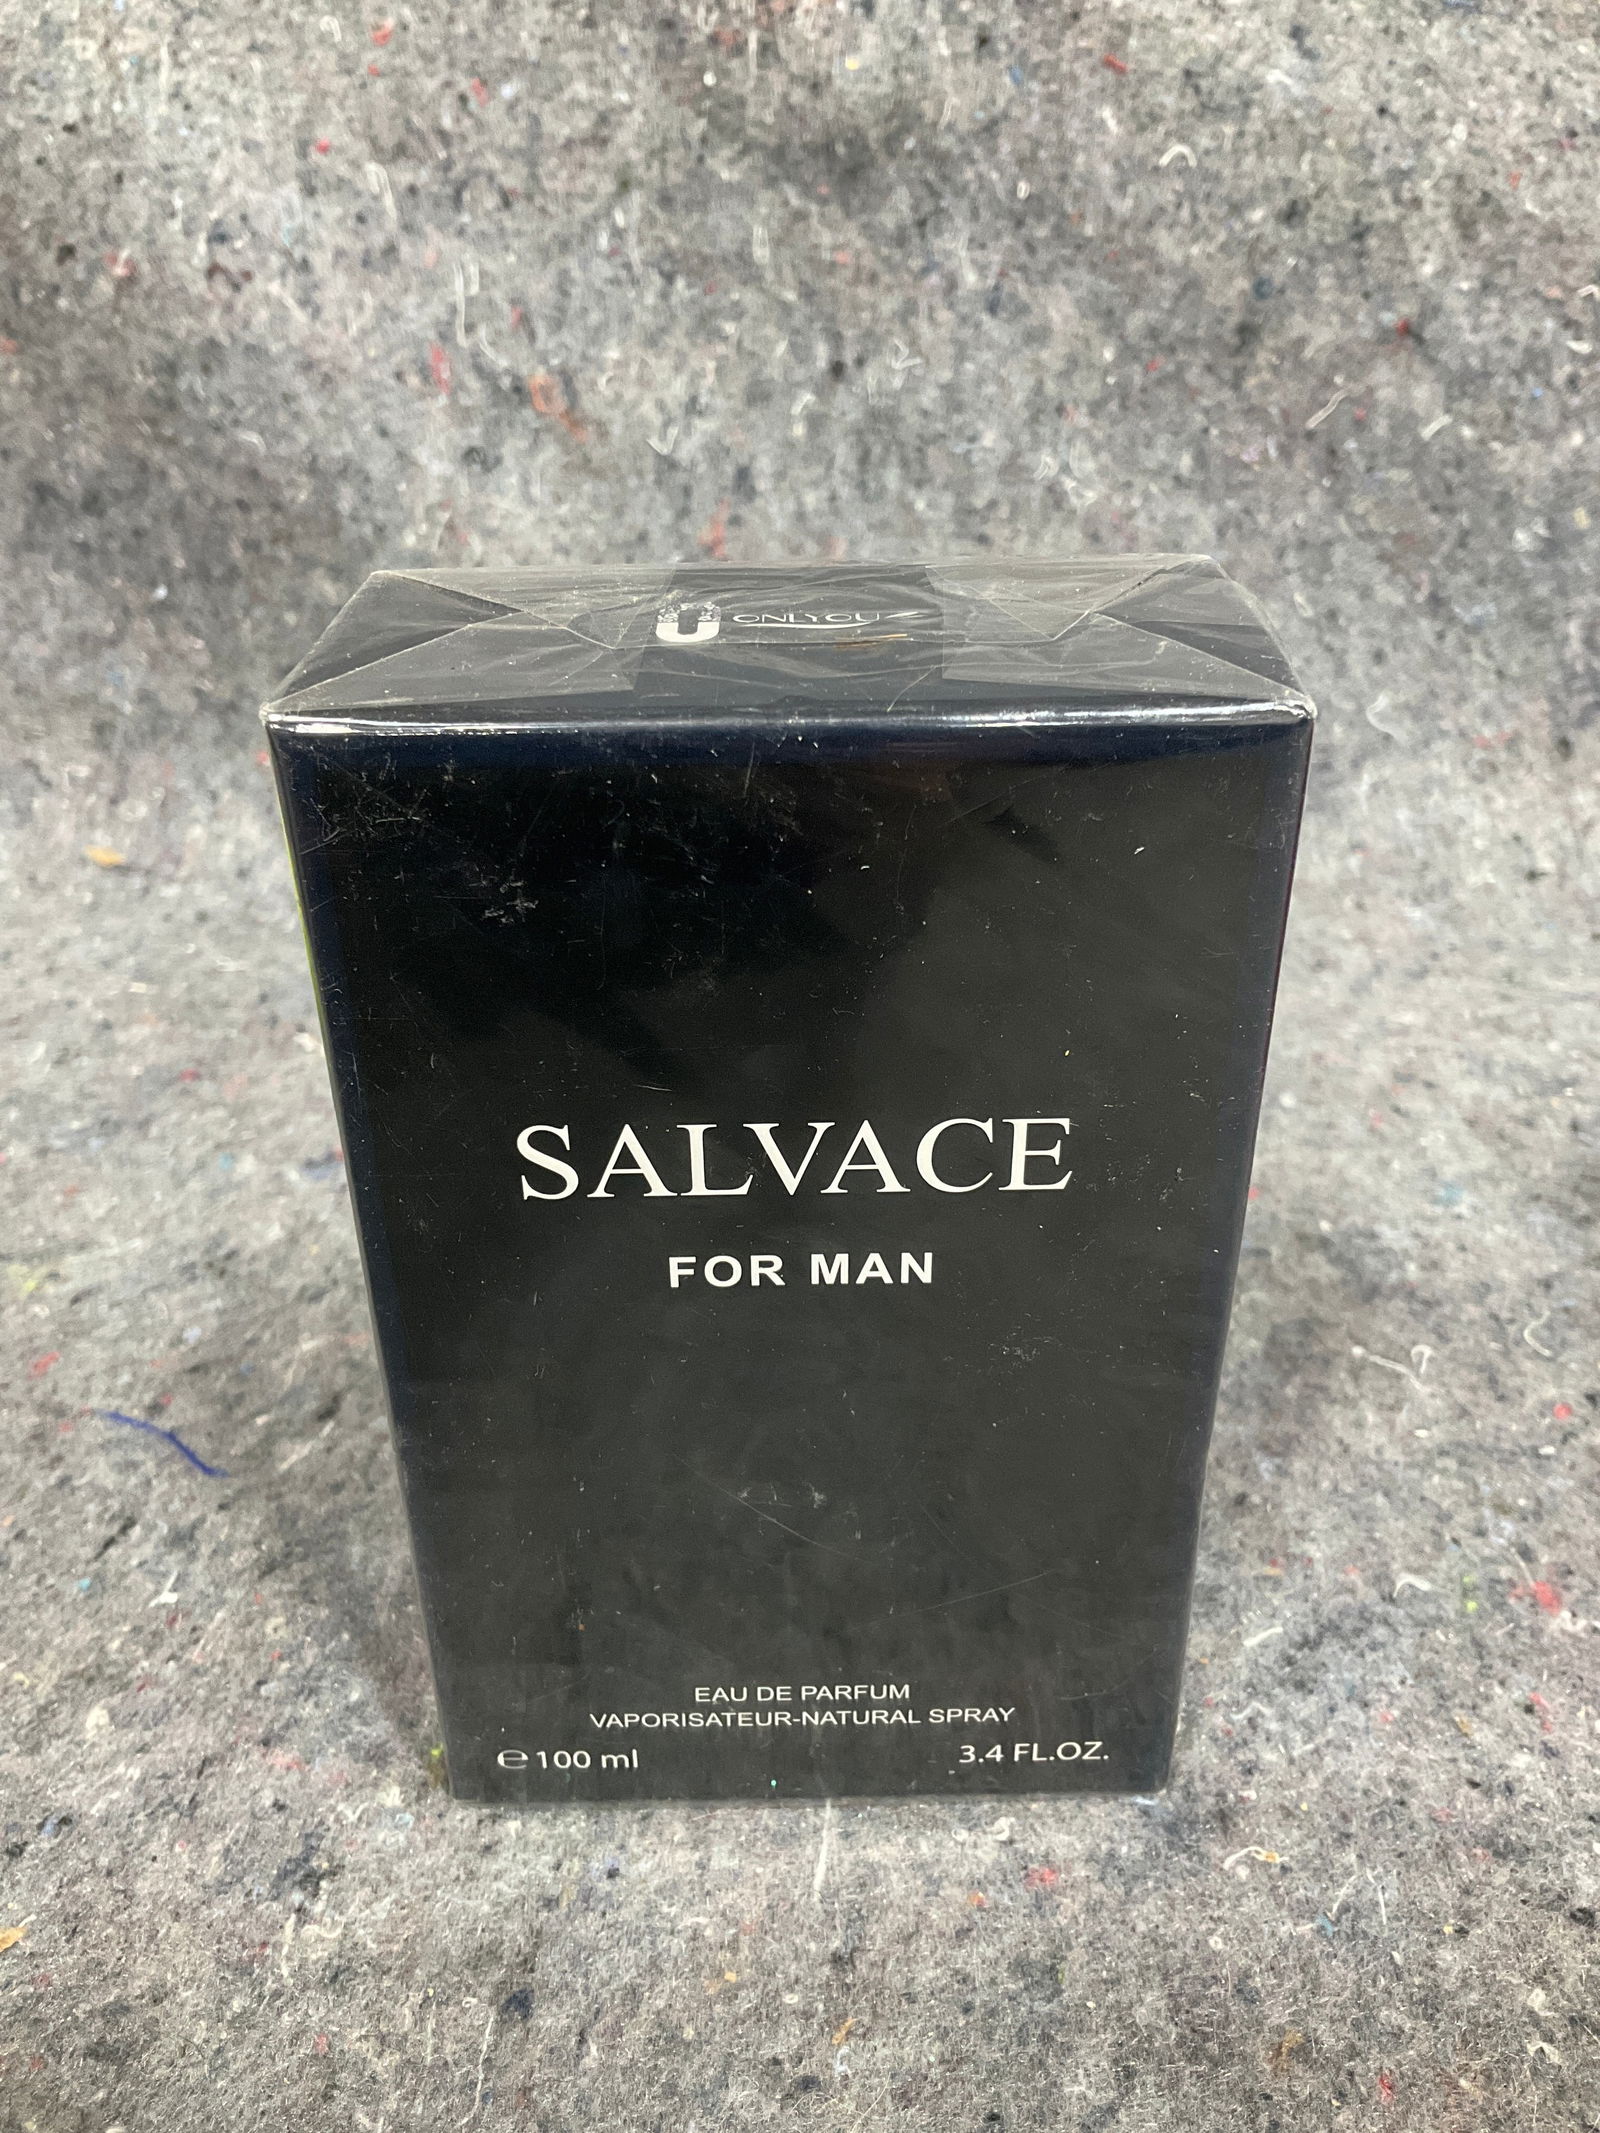 ONLYOU
SALVACE
FOR MAN
EAU DE PARFUM
VAPORISATEUR-NATURAL SPRAY
℮ 100 ml 3.4 FL.OZ.